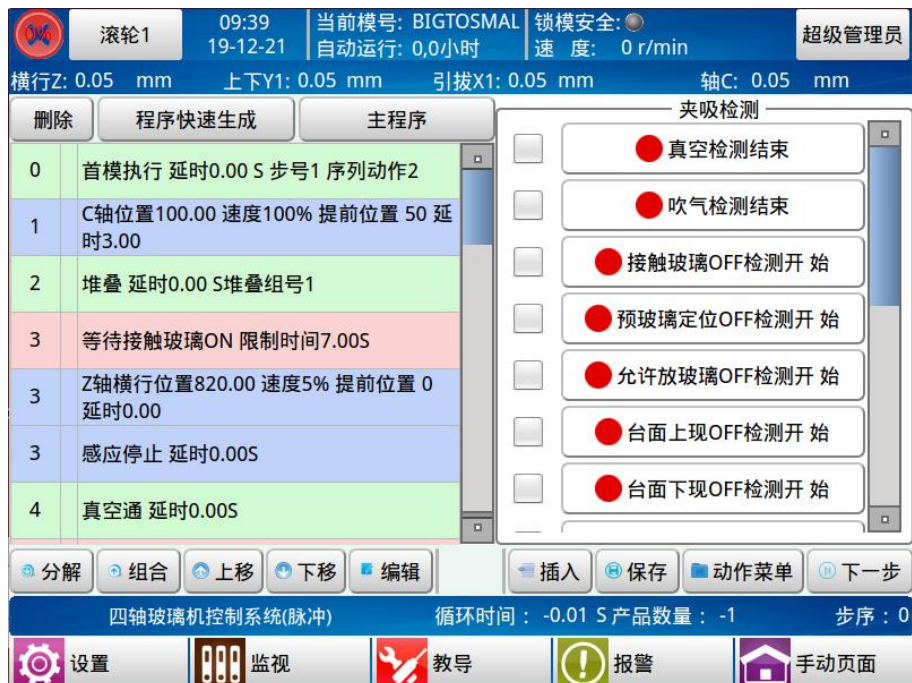 滚轮1
09:39
19-12-21
当前模号: BIGTOSMAL
自动运行: 0,0小时
锁模安全:
速 度: 0 r/min
超级管理员
横行Z: 0.05 mm 上下Y1: 0.05 mm 引拔X1: 0.05 mm 轴C: 0.05 mm
删除 程序快速生成 主程序
0 首模执行 延时0.00 S 步号1 序列动作2
1 C轴位置100.00 速度100% 提前位置 50 延
时3.00
2 堆叠 延时0.00 S堆叠组号1
3 等待接触玻璃ON 限制时间7.00S
3 Z轴横行位置820.00 速度5% 提前位置 0
延时0.00
3 感应停止 延时0.00S
4 真空通 延时0.00S
夹吸检测
真空检测结束
吹气检测结束
接触玻璃OFF检测开 始
预玻璃定位OFF检测开 始
允许放玻璃OFF检测开 始
台面上现OFF检测开 始
台面下现OFF检测开 始
分解 组合 上移 下移 编辑 插入 保存 动作菜单 下一步
四轴玻璃机控制系统(脉冲) 循环时间： -0.01 S 产品数量： -1 步序： 0
设置 监视 教导 报警 手动页面